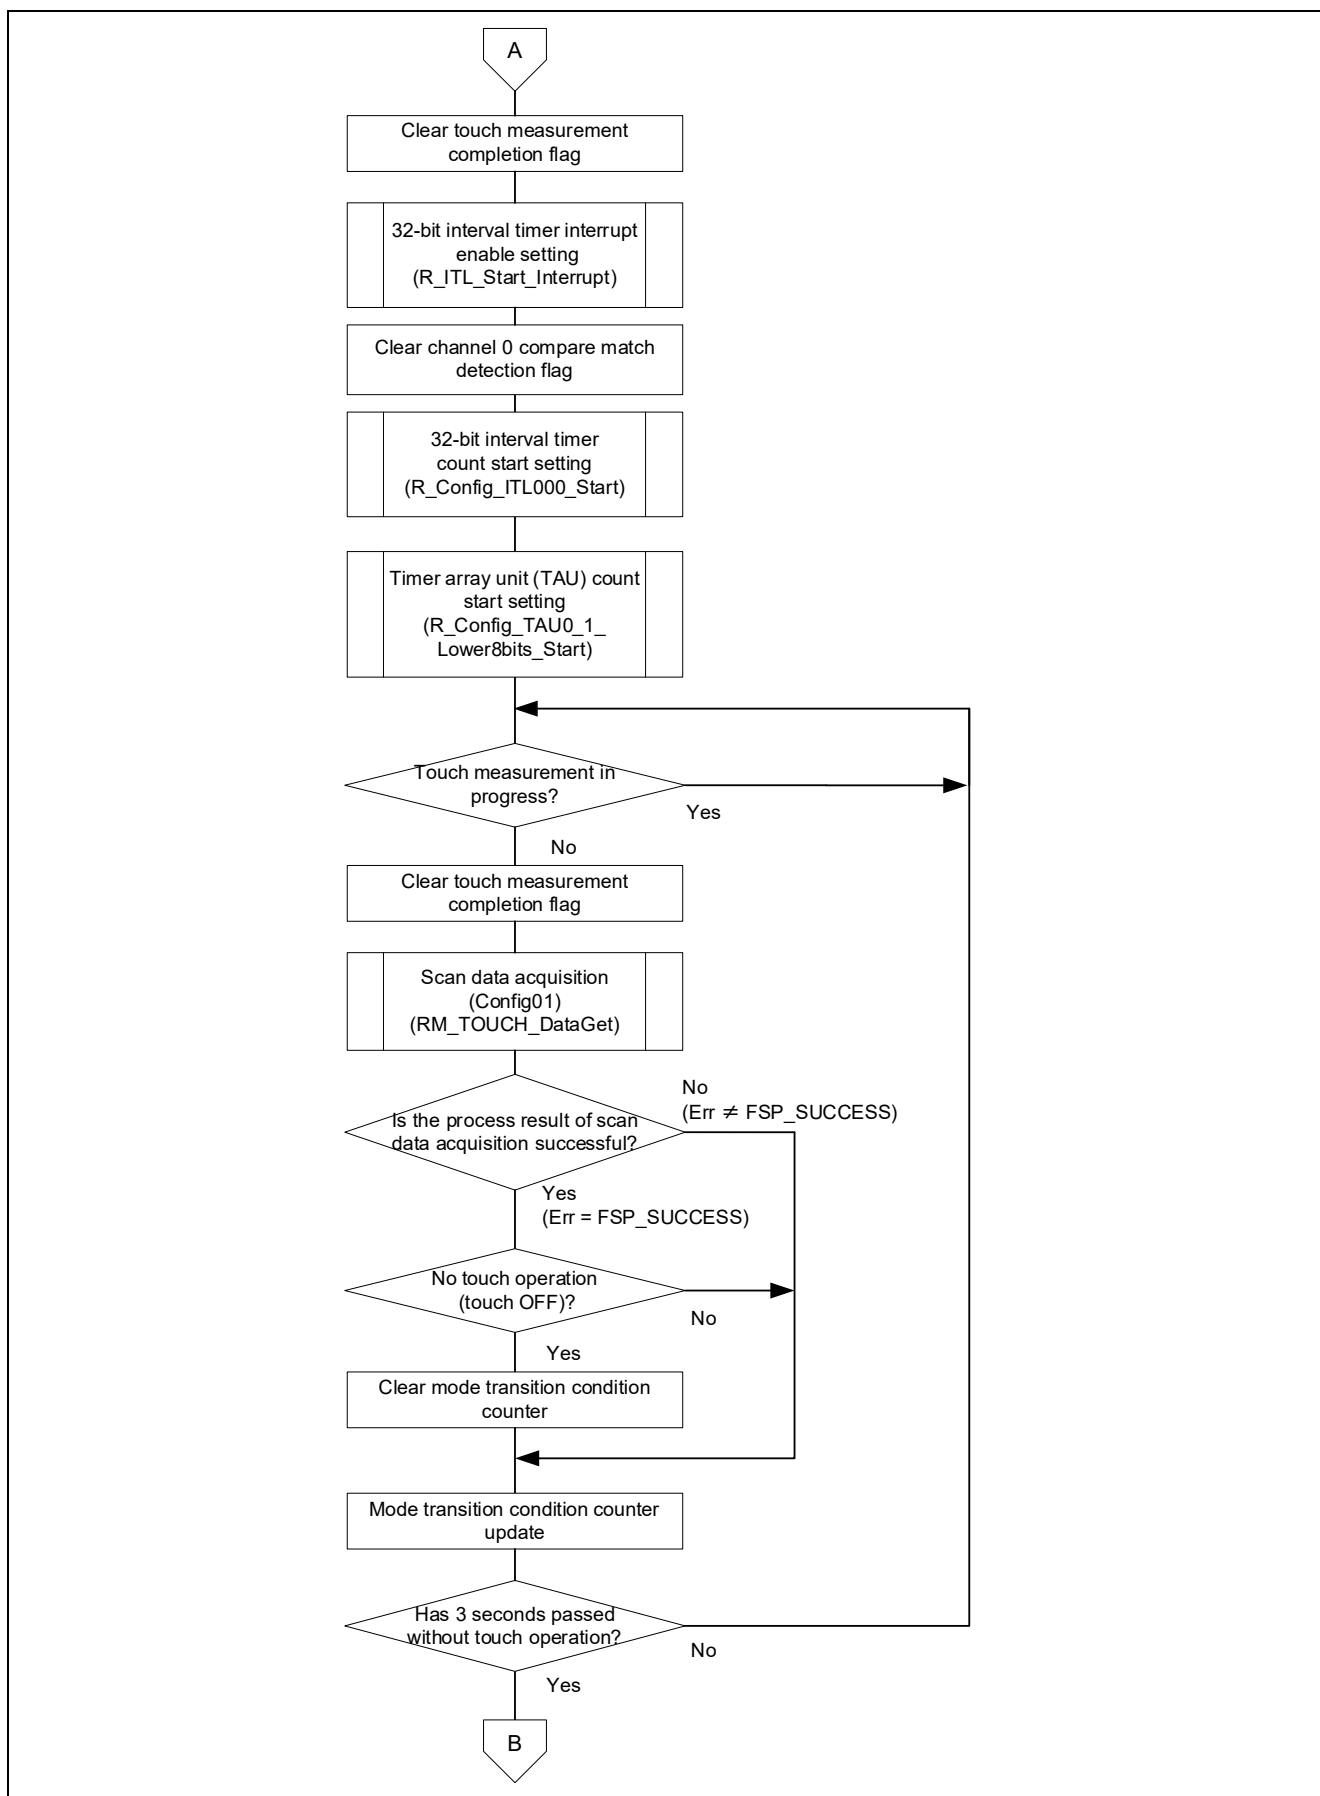 A
Clear touch measurement
completion flag
32-bit interval timer interrupt
enable setting
(R_ITL_Start_Interrupt)
Clear channel 0 compare match
detection flag
32-bit interval timer
count start setting
(R_Config_ITL000_Start)
Timer array unit (TAU) count
start setting
(R_Config_TAU0_1_
Lower8bits_Start)
Touch measurement in
progress?
Yes
No
Clear touch measurement
completion flag
Scan data acquisition
(Config01)
(RM_TOUCH_DataGet)
No
(Err ≠ FSP_SUCCESS)
Is the process result of scan
data acquisition successful?
Yes
(Err = FSP_SUCCESS)
No touch operation
(touch OFF)?
No
Yes
Clear mode transition condition
counter
Mode transition condition counter
update
Has 3 seconds passed
without touch operation?
No
Yes
B